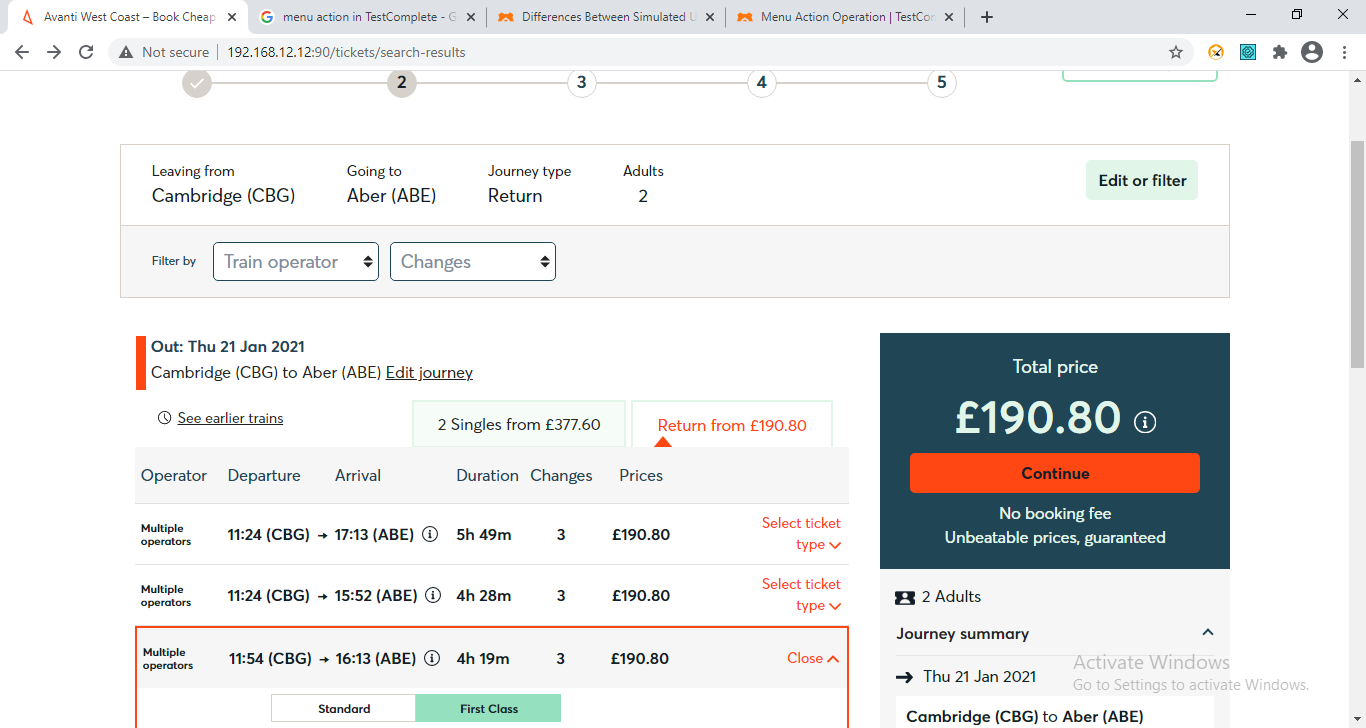 Avanti West Coast – Book Cheap
menu action in TestComplete - G
Differences Between Simulated U
Menu Action Operation | TestCom
Not secure
192.168.12.12:90/tickets/search-results
2
3
4
5
Leaving from
Cambridge (CBG)
Going to
Aber (ABE)
Journey type
Return
Adults
2
Edit or filter
Filter by
Train operator
Changes
Out: Thu 21 Jan 2021
Cambridge (CBG) to Aber (ABE) Edit journey
See earlier trains
2 Singles from £377.60
Return from £190.80
Operator Departure Arrival Duration Changes Prices
Multiple
operators
11:24 (CBG) → 17:13 (ABE) 5h 49m 3 £190.80
Select ticket
type
Multiple
operators
11:24 (CBG) → 15:52 (ABE) 4h 28m 3 £190.80
Select ticket
type
Multiple
operators
11:54 (CBG) → 16:13 (ABE) 4h 19m 3 £190.80
Close
Standard
First Class
Total price
£190.80
Continue
No booking fee
Unbeatable prices, guaranteed
2 Adults
Journey summary
→ Thu 21 Jan 2021
Cambridge (CBG) to Aber (ABE)
Activate Windows
Go to Settings to activate Windows.